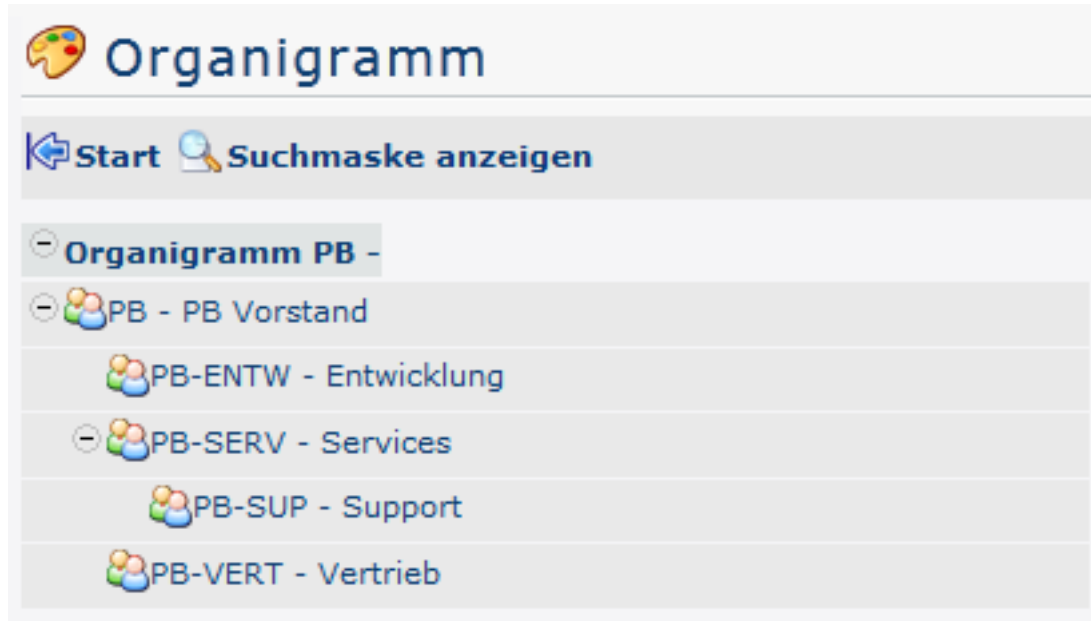 Organigramm
Start Suchmaske anzeigen
Organigramm PB -
PB - PB Vorstand
PB-ENTW - Entwicklung
PB-SERV - Services
PB-SUP - Support
PB-VERT - Vertrieb